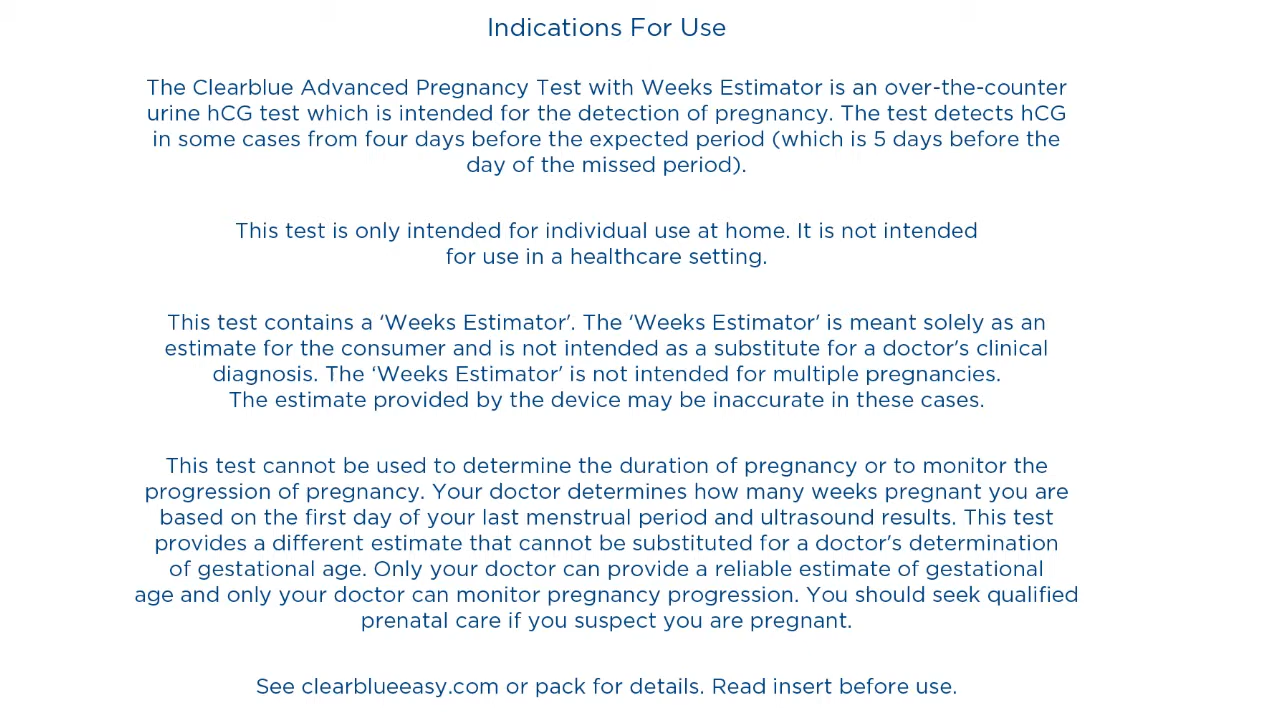 Indications For Use
The Clearblue Advanced Pregnancy Test with Weeks Estimator is an over-the-counter
urine hCG test which is intended for the detection of pregnancy. The test detects hCG
in some cases from four days before the expected period (which is 5 days before the
day of the missed period).
This test is only intended for individual use at home. It is not intended
for use in a healthcare setting.
This test contains a 'Weeks Estimator'. The 'Weeks Estimator' is meant solely as an
estimate for the consumer and is not intended as a substitute for a doctor's clinical
diagnosis. The ‘Weeks Estimator' is not intended for multiple pregnancies.
The estimate provided by the device may be inaccurate in these cases.
This test cannot be used to determine the duration of pregnancy or to monitor the
progression of pregnancy. Your doctor determines how many weeks pregnant you are
based on the first day of your last menstrual period and ultrasound results. This test
provides a different estimate that cannot be substituted for a doctor's determination
of gestational age. Only your doctor can provide a reliable estimate of gestational
age and only your doctor can monitor pregnancy progression. You should seek qualified
prenatal care if you suspect you are pregnant.
See clearblueeasy.com or pack for details. Read insert before use.